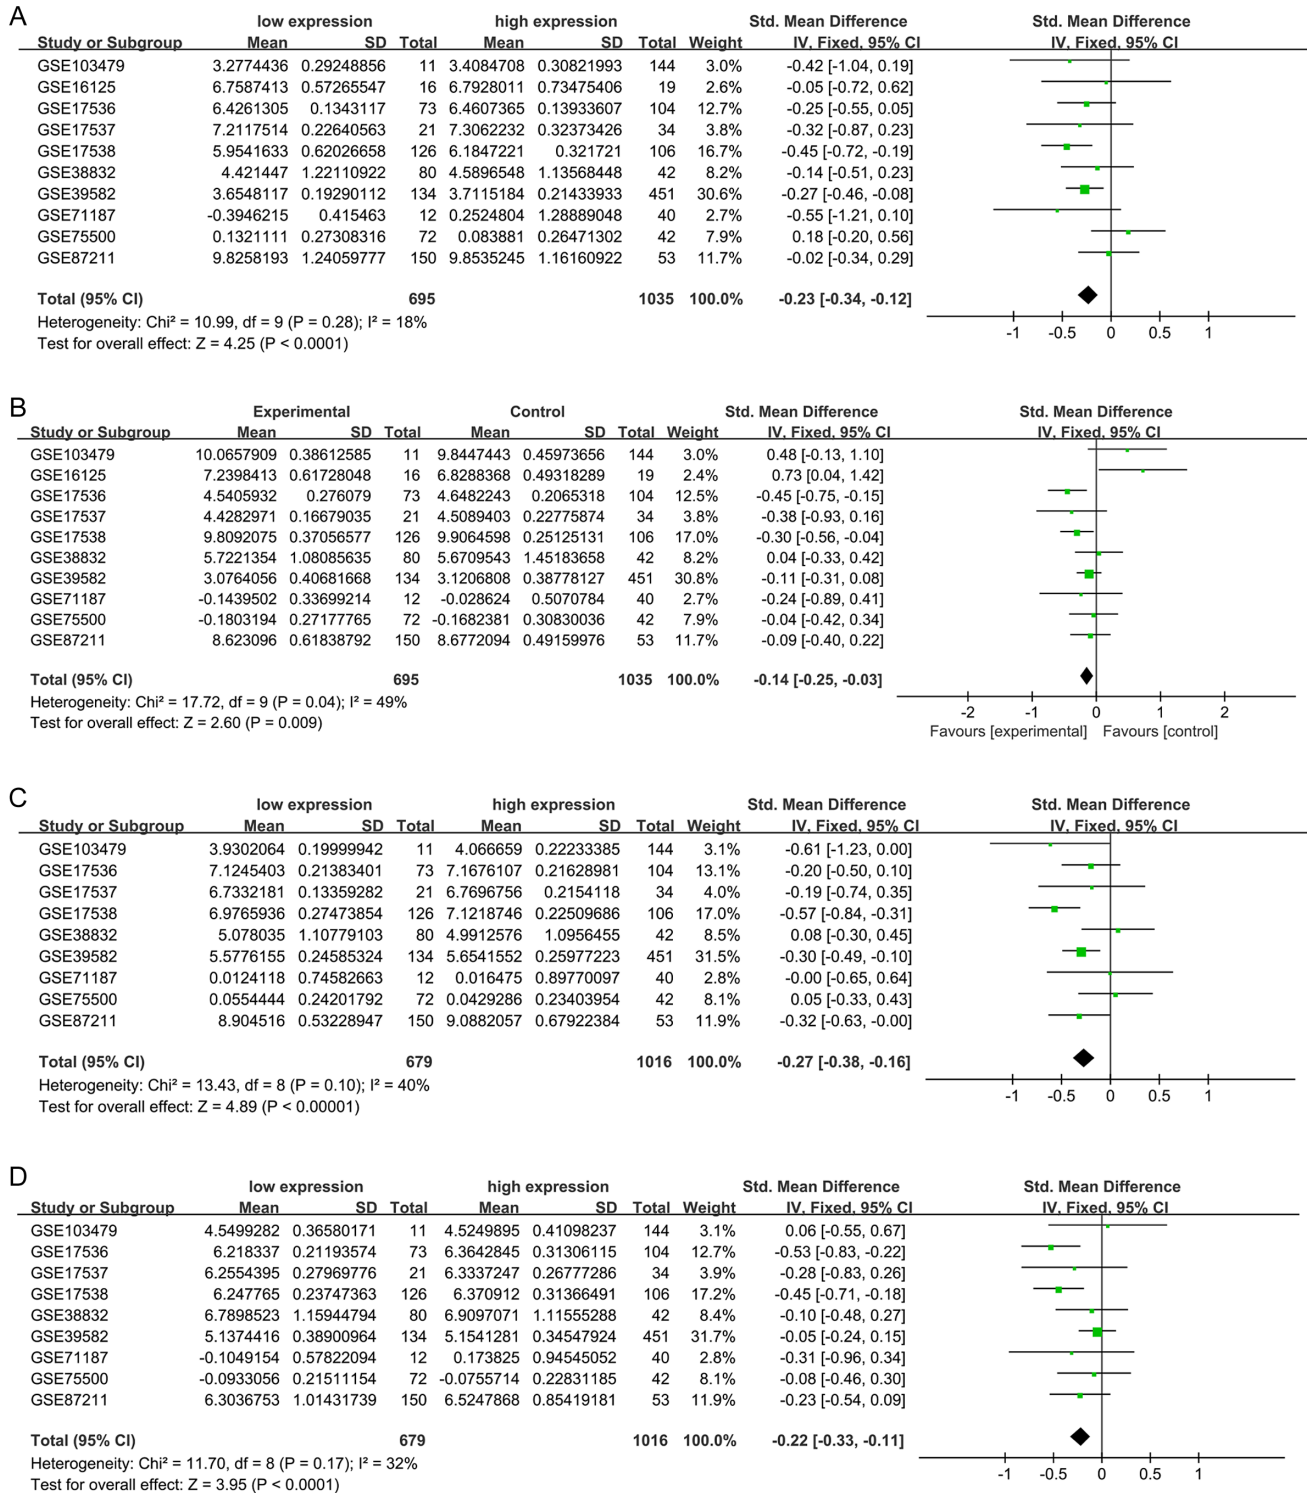 A
low expression high expression Std. Mean Difference Std. Mean Difference
Study or Subgroup Mean SD Total Mean SD Total Weight IV, Fixed, 95% CI IV, Fixed, 95% CI
GSE103479 3.2774436 0.29248856 11 3.4084708 0.30821993 144 3.0% -0.42 [-1.04, 0.19]
GSE16125 6.7587413 0.57265547 16 6.7928011 0.73475406 19 2.6% -0.05 [-0.72, 0.62]
GSE17536 6.4261305 0.1343117 73 6.4607365 0.13933607 104 12.7% -0.25 [-0.55, 0.05]
GSE17537 7.2117514 0.22640563 21 7.3062232 0.32373426 34 3.8% -0.32 [-0.87, 0.23]
GSE17538 5.9541633 0.62026658 126 6.1847221 0.321721 106 16.7% -0.45 [-0.72, -0.19]
GSE38832 4.421447 1.22110922 80 4.5896548 1.13568448 42 8.2% -0.14 [-0.51, 0.23]
GSE39582 3.6548117 0.19290112 134 3.7115184 0.21433933 451 30.6% -0.27 [-0.46, -0.08]
GSE71187 -0.3946215 0.415463 12 0.2524804 1.28889048 40 2.7% -0.55 [-1.21, 0.10]
GSE75500 0.1321111 0.27308316 72 0.083881 0.26471302 42 7.9% 0.18 [-0.20, 0.56]
GSE87211 9.8258193 1.24059777 150 9.8535245 1.16160922 53 11.7% -0.02 [-0.34, 0.29]
Total (95% CI) 695 1035 100.0% -0.23 [-0.34, -0.12]
Heterogeneity: Chi² = 10.99, df = 9 (P = 0.28); I² = 18%
Test for overall effect: Z = 4.25 (P < 0.0001)
-1 -0.5 0 0.5 1
B
Experimental Control Std. Mean Difference Std. Mean Difference
Study or Subgroup Mean SD Total Mean SD Total Weight IV, Fixed, 95% CI IV, Fixed, 95% CI
GSE103479 10.0657909 0.38612585 11 9.8447443 0.45973656 144 3.0% 0.48 [-0.13, 1.10]
GSE16125 7.2398413 0.61728048 16 6.8288368 0.49318289 19 2.4% 0.73 [0.04, 1.42]
GSE17536 4.5405932 0.276079 73 4.6482243 0.2065318 104 12.5% -0.45 [-0.75, -0.15]
GSE17537 4.4282971 0.16679035 21 4.5089403 0.22775874 34 3.8% -0.38 [-0.93, 0.16]
GSE17538 9.8092075 0.37056577 126 9.9064598 0.25125131 106 17.0% -0.30 [-0.56, -0.04]
GSE38832 5.7221354 1.08085635 80 5.6709543 1.45183658 42 8.2% 0.04 [-0.33, 0.42]
GSE39582 3.0764056 0.40681668 134 3.1206808 0.38778127 451 30.8% -0.11 [-0.31, 0.08]
GSE71187 -0.1439502 0.33699214 12 -0.028624 0.5070784 40 2.7% -0.24 [-0.89, 0.41]
GSE75500 -0.1803194 0.27177765 72 -0.1682381 0.30830036 42 7.9% -0.04 [-0.42, 0.34]
GSE87211 8.623096 0.61838792 150 8.6772094 0.49159976 53 11.7% -0.09 [-0.40, 0.22]
Total (95% CI) 695 1035 100.0% -0.14 [-0.25, -0.03]
Heterogeneity: Chi² = 17.72, df = 9 (P = 0.04); I² = 49%
Test for overall effect: Z = 2.60 (P = 0.009)
-2 -1 0 1 2
Favours [experimental] Favours [control]
C
low expression high expression Std. Mean Difference Std. Mean Difference
Study or Subgroup Mean SD Total Mean SD Total Weight IV, Fixed, 95% CI IV, Fixed, 95% CI
GSE103479 3.9302064 0.19999942 11 4.066659 0.22233385 144 3.1% -0.61 [-1.23, 0.00]
GSE17536 7.1245403 0.21383401 73 7.1676107 0.21628981 104 13.1% -0.20 [-0.50, 0.10]
GSE17537 6.7332181 0.13359282 21 6.7696756 0.2154118 34 4.0% -0.19 [-0.74, 0.35]
GSE17538 6.9765936 0.27473854 126 7.1218746 0.22509686 106 17.0% -0.57 [-0.84, -0.31]
GSE38832 5.078035 1.10779103 80 4.9912576 1.0956455 42 8.5% 0.08 [-0.30, 0.45]
GSE39582 5.5776155 0.24585324 134 5.6541552 0.25977223 451 31.5% -0.30 [-0.49, -0.10]
GSE71187 0.0124118 0.74582663 12 0.016475 0.89770097 40 2.8% -0.00 [-0.65, 0.64]
GSE75500 0.0554444 0.24201792 72 0.0429286 0.23403954 42 8.1% 0.05 [-0.33, 0.43]
GSE87211 8.904516 0.53228947 150 9.0882057 0.67922384 53 11.9% -0.32 [-0.63, -0.00]
Total (95% CI) 679 1016 100.0% -0.27 [-0.38, -0.16]
Heterogeneity: Chi² = 13.43, df = 8 (P = 0.10); I² = 40%
Test for overall effect: Z = 4.89 (P < 0.00001)
-1 -0.5 0 0.5 1
D
low expression high expression Std. Mean Difference Std. Mean Difference
Study or Subgroup Mean SD Total Mean SD Total Weight IV, Fixed, 95% CI IV, Fixed, 95% CI
GSE103479 4.5499282 0.36580171 11 4.5249895 0.41098237 144 3.1% 0.06 [-0.55, 0.67]
GSE17536 6.218337 0.21193574 73 6.3642845 0.31306115 104 12.7% -0.53 [-0.83, -0.22]
GSE17537 6.2554395 0.27969776 21 6.3337247 0.26777286 34 3.9% -0.28 [-0.83, 0.26]
GSE17538 6.247765 0.23747363 126 6.370912 0.31366491 106 17.2% -0.45 [-0.71, -0.18]
GSE38832 6.7898523 1.15944794 80 6.9097071 1.11555288 42 8.4% -0.10 [-0.48, 0.27]
GSE39582 5.1374416 0.38900964 134 5.1541281 0.34547924 451 31.7% -0.05 [-0.24, 0.15]
GSE71187 -0.1049154 0.57822094 12 0.173825 0.94545052 40 2.8% -0.31 [-0.96, 0.34]
GSE75500 -0.0933056 0.21511154 72 -0.0755714 0.22831185 42 8.1% -0.08 [-0.46, 0.30]
GSE87211 6.3036753 1.01431739 150 6.5247868 0.85419181 53 11.9% -0.23 [-0.54, 0.09]
Total (95% CI) 679 1016 100.0% -0.22 [-0.33, -0.11]
Heterogeneity: Chi² = 11.70, df = 8 (P = 0.17); I² = 32%
Test for overall effect: Z = 3.95 (P < 0.0001)
-1 -0.5 0 0.5 1